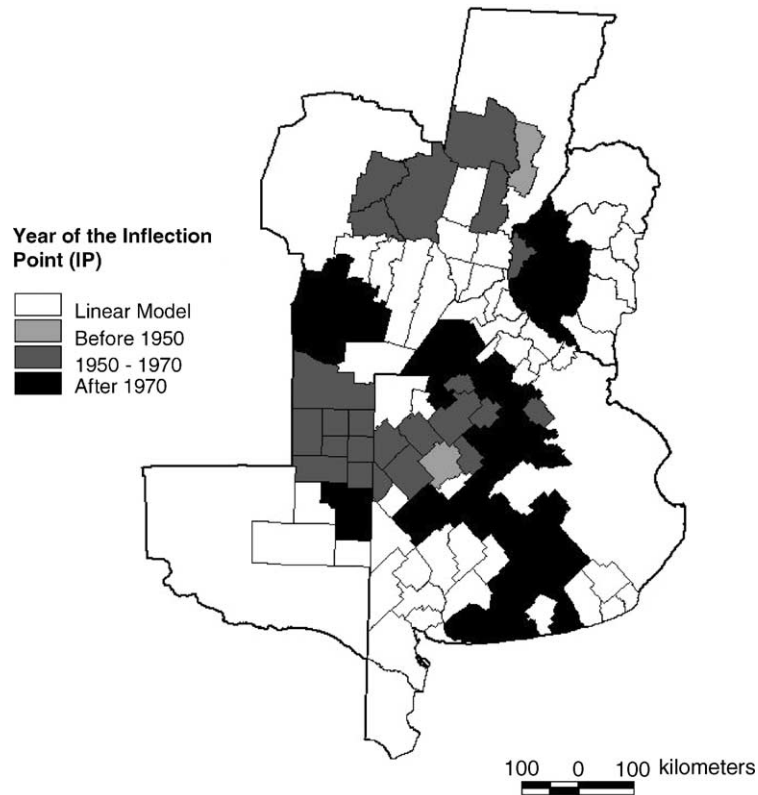 Year of the Inflection
Point (IP)
Linear Model
Before 1950
1950 - 1970
After 1970
100 0 100 kilometers